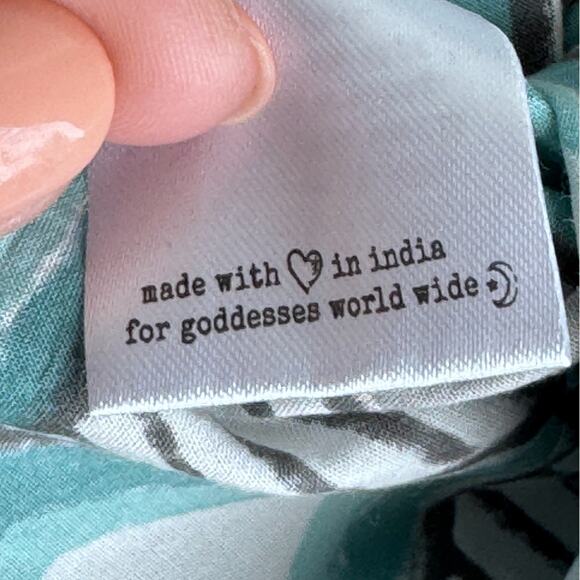 made with ♡ in india
for goddesses world wide